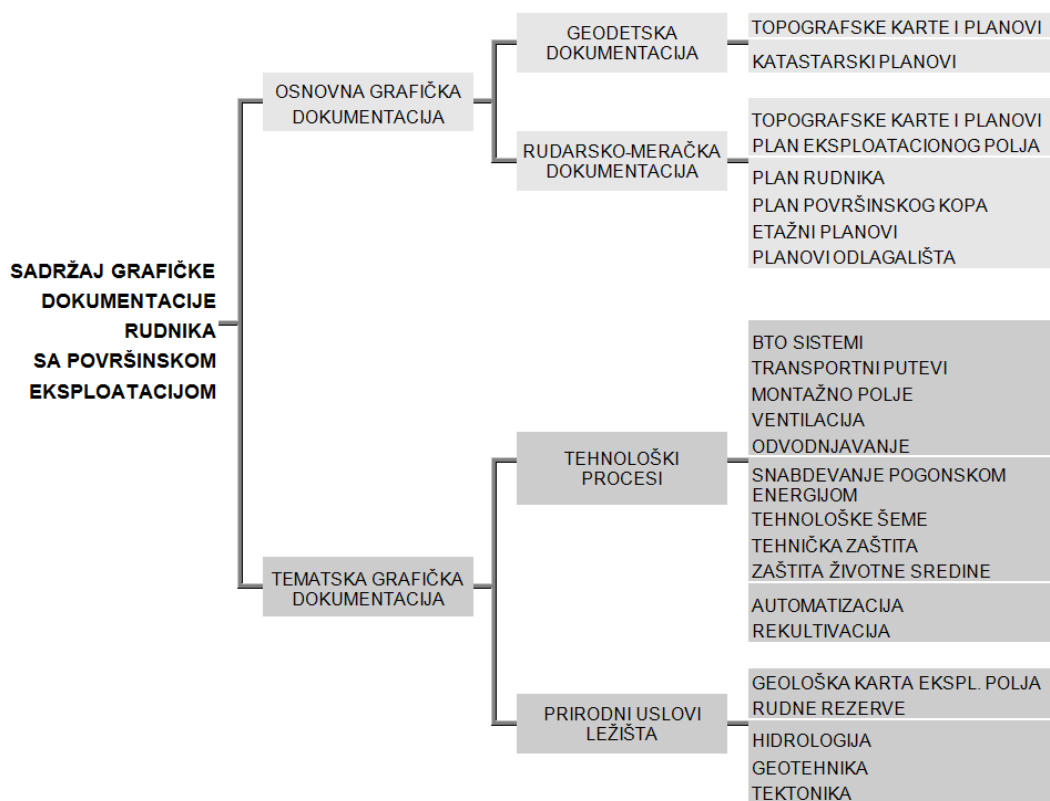 SADRŽAJ GRAFIČKE
DOKUMENTACIJE
RUDNIKA
SA POVRŠINSKOM
EKSPLOATACIJOM
OSNOVNA GRAFIČKA
DOKUMENTACIJA
GEODETSKA
DOKUMENTACIJA
TOPOGRAFSKE KARTE I PLANOVI
KATASTARSKI PLANOVI
RUDARSKO-MERAČKA
DOKUMENTACIJA
TOPOGRAFSKE KARTE I PLANOVI
PLAN EKSPLOATACIONOG POLJA
PLAN RUDNIKA
PLAN POVRŠINSKOG KOPA
ETAŽNI PLANOVI
PLANOVI ODLAGALIŠTA
TEMATSKA GRAFIČKA
DOKUMENTACIJA
TEHNOLOŠKI
PROCESI
BTO SISTEMI
TRANSPORTNI PUTEVI
MONTAŽNO POLJE
VENTILACIJA
ODVODNJAVANJE
SNABDEVANJE POGONSKOM
ENERGIJOM
TEHNOLOŠKE ŠEME
TEHNIČKA ZAŠTITA
ZAŠTITA ŽIVOTNE SREDINE
AUTOMATIZACIJA
REKULTIVACIJA
PRIRODNI USLOVI
LEŽIŠTA
GEOLOŠKA KARTA EKSPL. POLJA
RUDNE REZERVE
HIDROLOGIJA
GEOTEHNIKA
TEKTONIKA